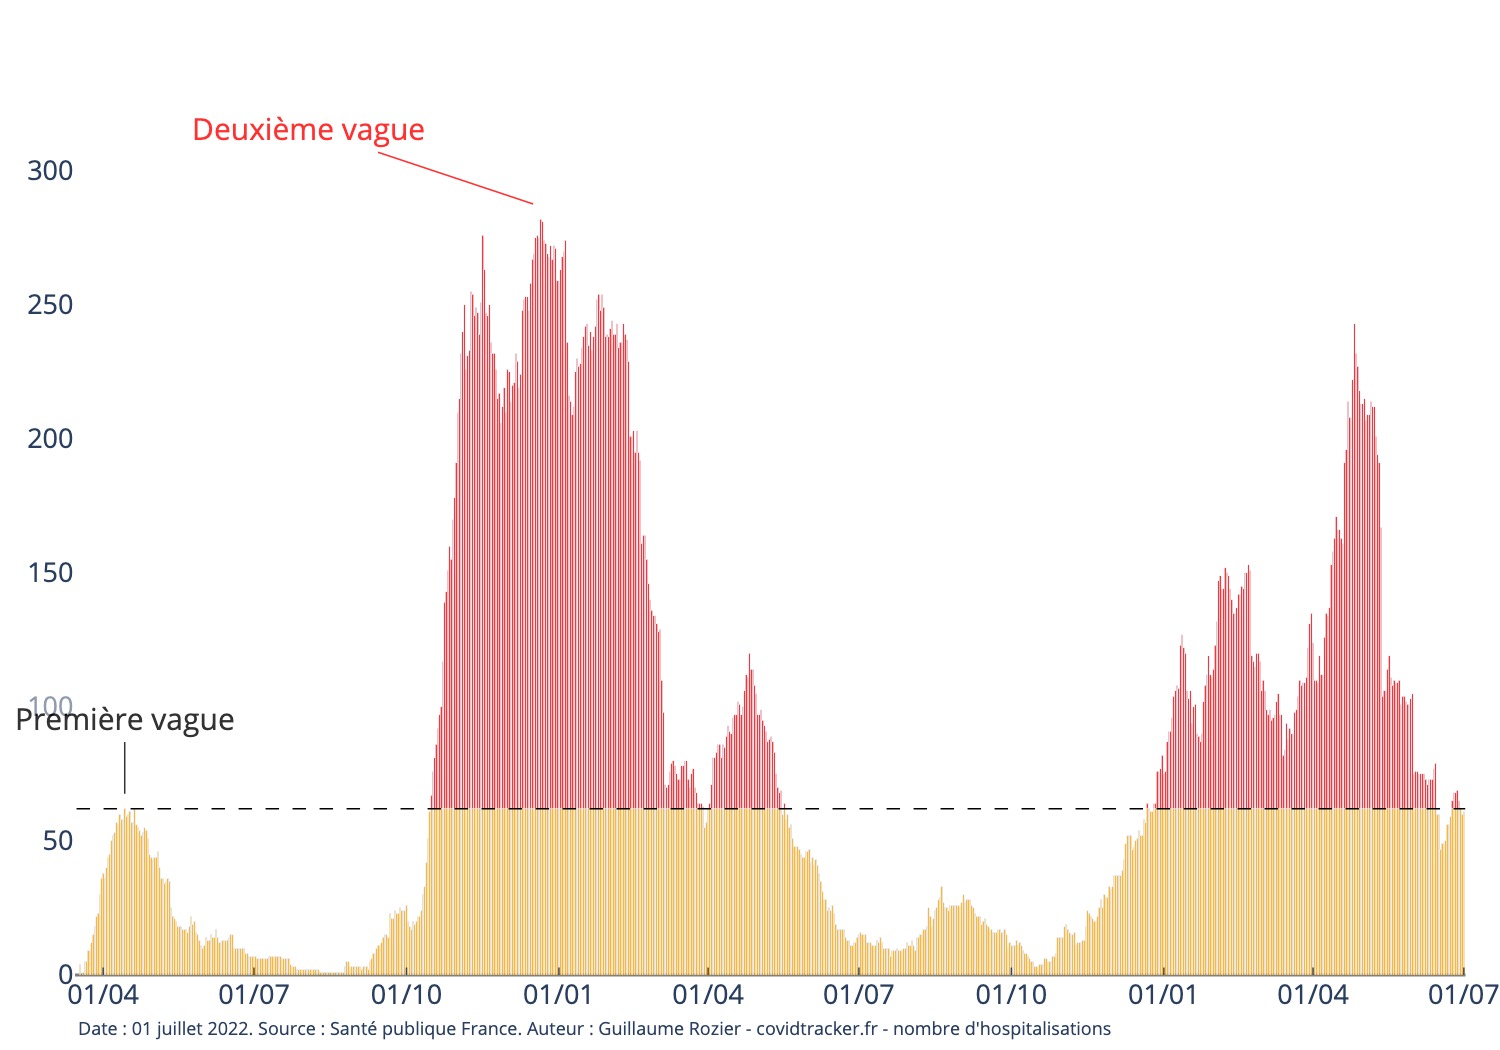 Deuxième vague
300
250
200
150
100
Première vague
50
0
01/04 01/07 01/10 01/01 01/04 01/07 01/10 01/01 01/04 01/07
Date : 01 juillet 2022. Source : Santé publique France. Auteur : Guillaume Rozier - covidtracker.fr - nombre d'hospitalisations